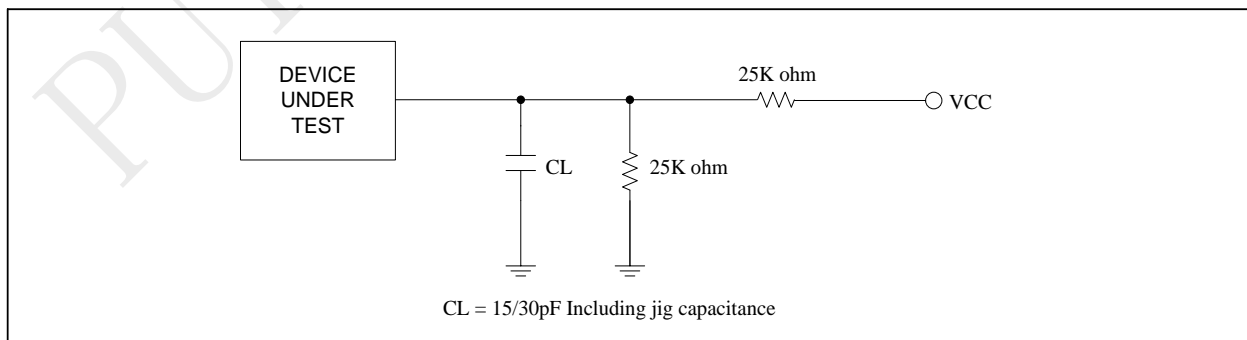 DEVICE
UNDER
TEST
25K ohm
VCC
CL
25K ohm
CL = 15/30pF Including jig capacitance